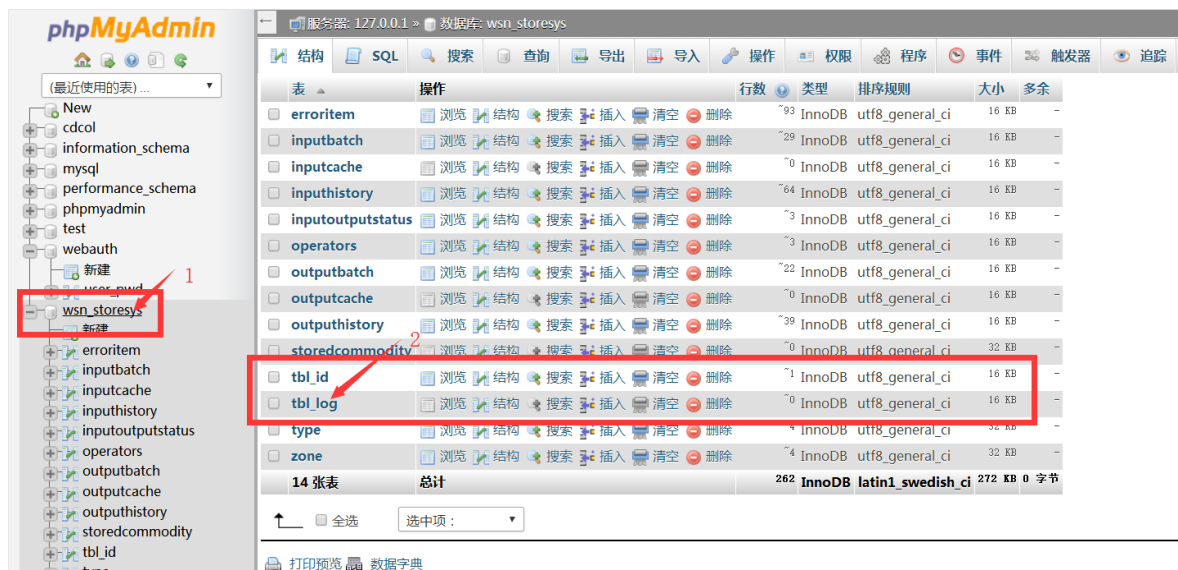 phpMyAdmin
(最近使用的表) ...
New
cdcol
information_schema
mysql
performance_schema
phpmyadmin
test
webauth
新建
user_pwd
wsn_storesys
新建
erroritem
inputbatch
inputcache
inputhistory
inputoutputstatus
operators
outputbatch
outputcache
outputhistory
storedcommodity
tbl_id
type
1
服务器: 127.0.0.1 » 数据库: wsn_storesys
结构 SQL 搜索 查询 导出 导入 操作 权限 程序 事件 触发器 追踪
表 操作 行数 类型 排序规则 大小 多余
erroritem 浏览 结构 搜索 插入 清空 删除 ~93 InnoDB utf8_general_ci 16 KB -
inputbatch 浏览 结构 搜索 插入 清空 删除 ~29 InnoDB utf8_general_ci 16 KB -
inputcache 浏览 结构 搜索 插入 清空 删除 ~0 InnoDB utf8_general_ci 16 KB -
inputhistory 浏览 结构 搜索 插入 清空 删除 ~64 InnoDB utf8_general_ci 16 KB -
inputoutputstatus 浏览 结构 搜索 插入 清空 删除 ~3 InnoDB utf8_general_ci 16 KB -
operators 浏览 结构 搜索 插入 清空 删除 ~3 InnoDB utf8_general_ci 16 KB -
outputbatch 浏览 结构 搜索 插入 清空 删除 ~22 InnoDB utf8_general_ci 16 KB -
outputcache 浏览 结构 搜索 插入 清空 删除 ~0 InnoDB utf8_general_ci 16 KB -
outputhistory 浏览 结构 搜索 插入 清空 删除 ~39 InnoDB utf8_general_ci 16 KB -
2
storedcommodity 浏览 结构 搜索 插入 清空 删除 ~0 InnoDB utf8_general_ci 32 KB -
tbl_id 浏览 结构 搜索 插入 清空 删除 ~1 InnoDB utf8_general_ci 16 KB -
tbl_log 浏览 结构 搜索 插入 清空 删除 ~0 InnoDB utf8_general_ci 16 KB -
type 浏览 结构 搜索 插入 清空 删除 ~4 InnoDB utf8_general_ci 32 KB -
zone 浏览 结构 搜索 插入 清空 删除 ~4 InnoDB utf8_general_ci 32 KB -
14 张表 总计 262 InnoDB latin1_swedish_ci 272 KB 0 字节
全选 选中项：
打印预览 数据字典